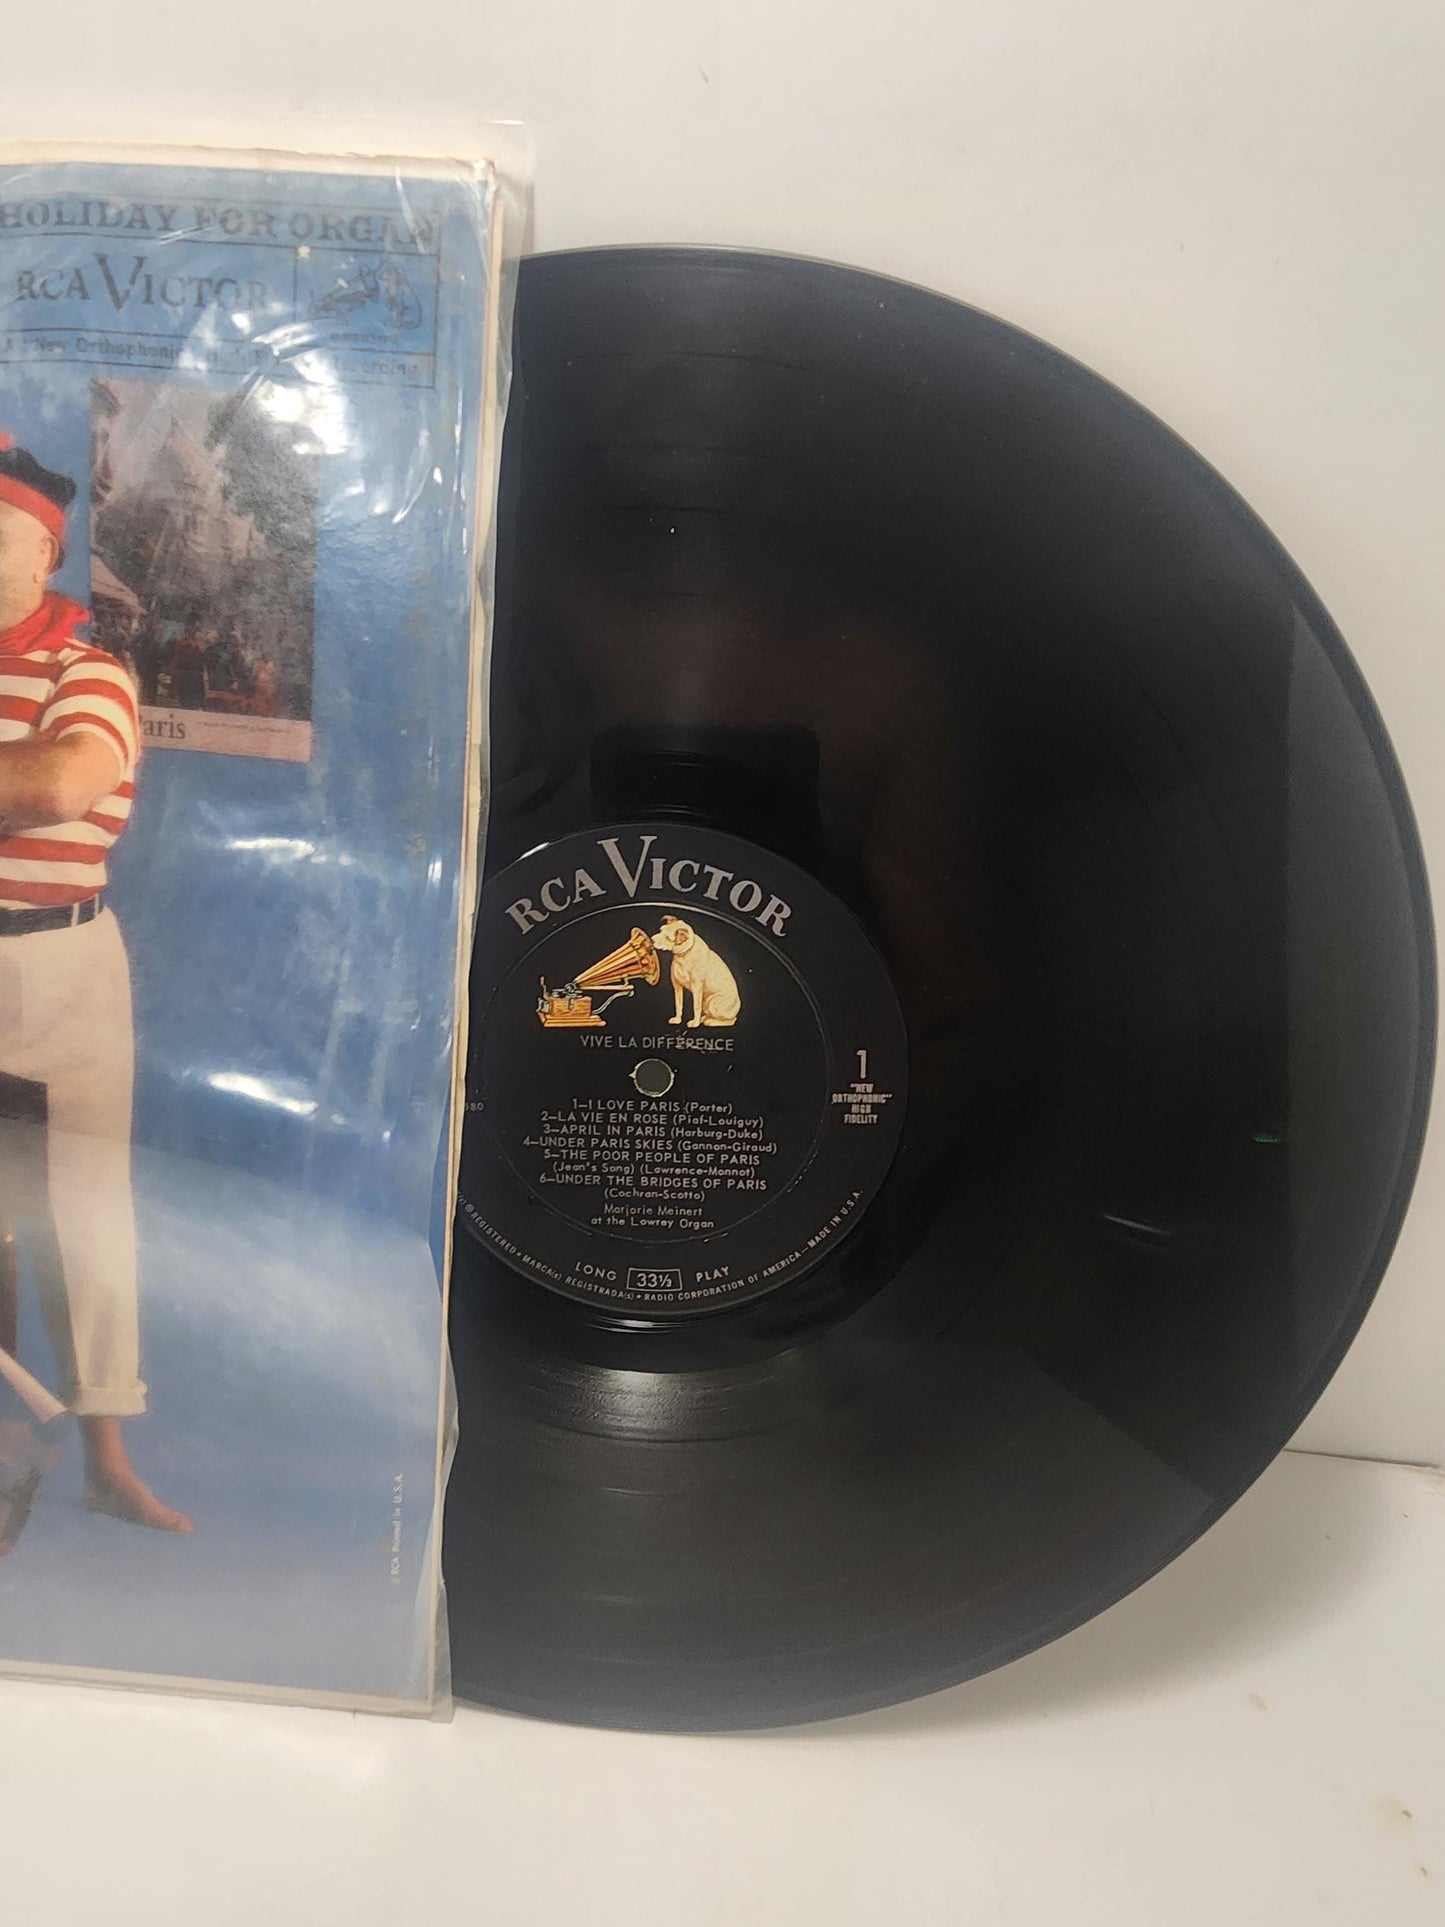 HOLIDAY FOR ORGAN
RCA VICTOR
"New Orthophonic"
Paris
© RCA Printed in U.S.A.
RCA VICTOR
VIVE LA DIFFÉRENCE
1
"NEW
ORTHOPHONIC"
HIGH
FIDELITY
1—I LOVE PARIS (Porter)
2—LA VIE EN ROSE (Piaf-Louiguy)
3—APRIL IN PARIS (Harburg-Duke)
4—UNDER PARIS SKIES (Gannon-Giraud)
5—THE POOR PEOPLE OF PARIS
(Jean's Song) (Lawrence-Monnot)
6—UNDER THE BRIDGES OF PARIS
(Cochran-Scotto)
Marjorie Meinert
at the Lowrey Organ
LONG 33⅓ PLAY
(s) ® REGISTERED • MARCA(s) REGISTRADA(s) • RADIO CORPORATION OF AMERICA—MADE IN U.S.A.